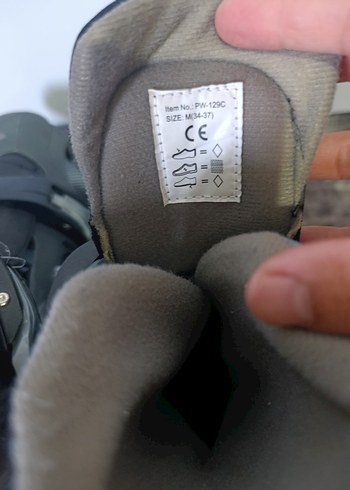 Item No.: PW-129C
SIZE: M(34-37)
CE